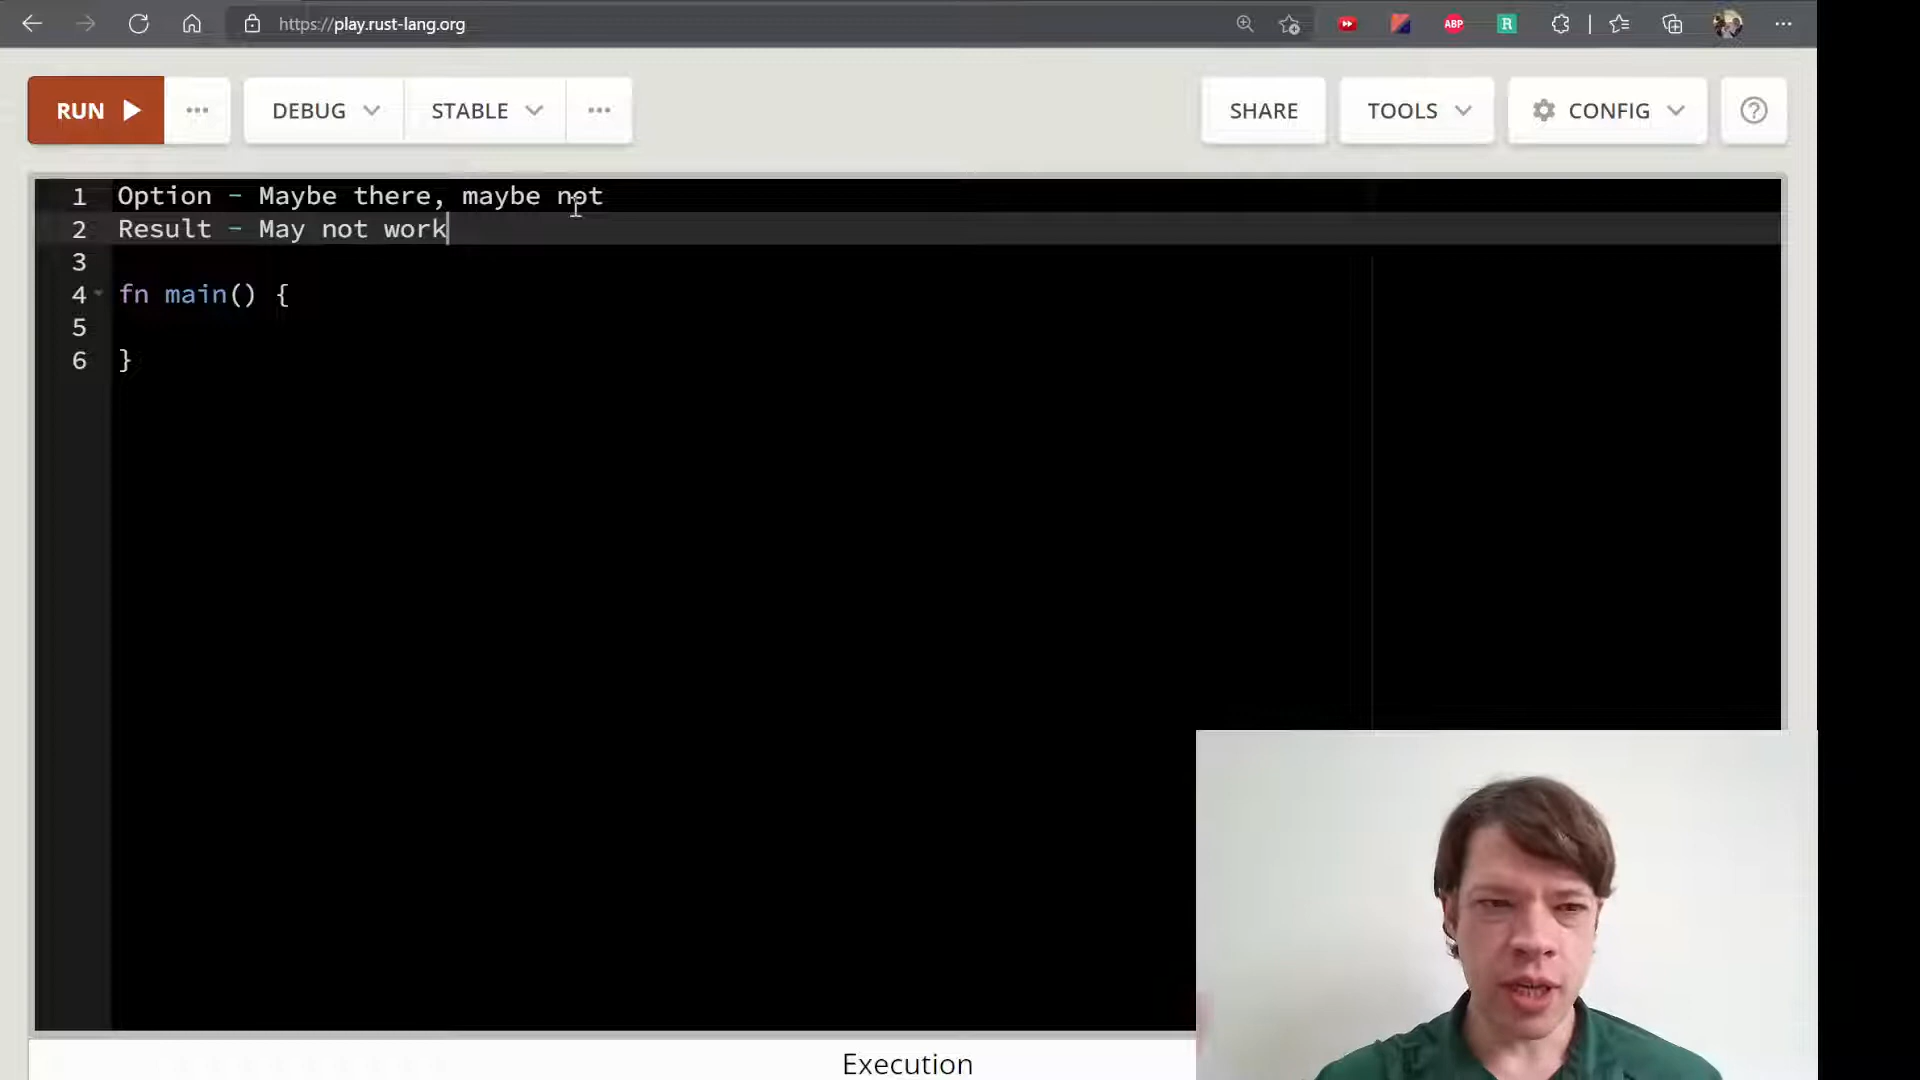 https://play.rust-lang.org
ABP
R
RUN
DEBUG
STABLE
SHARE
TOOLS
CONFIG
1 Option - Maybe there, maybe not
2 Result - May not work
3
4 fn main() {
5
6 }
Execution